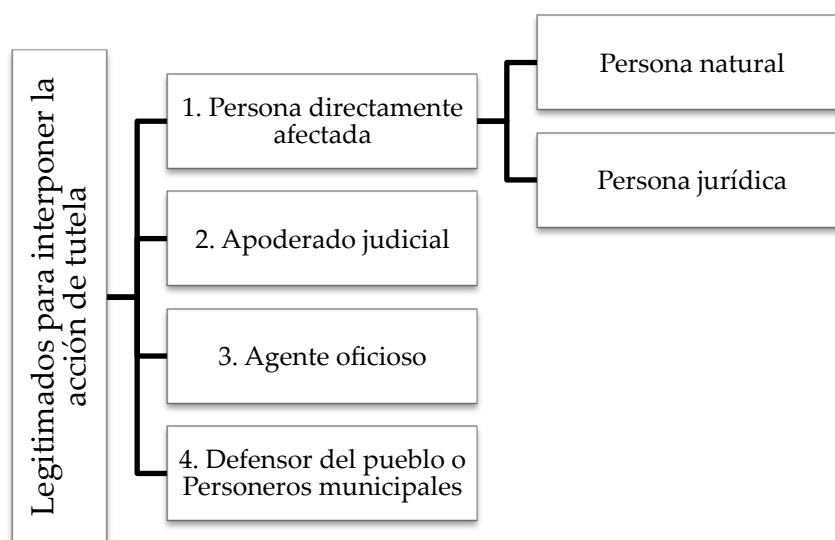 Legitimados para interponer la
acción de tutela
1. Persona directamente
afectada
Persona natural
Persona jurídica
2. Apoderado judicial
3. Agente oficioso
4. Defensor del pueblo o
Personeros municipales